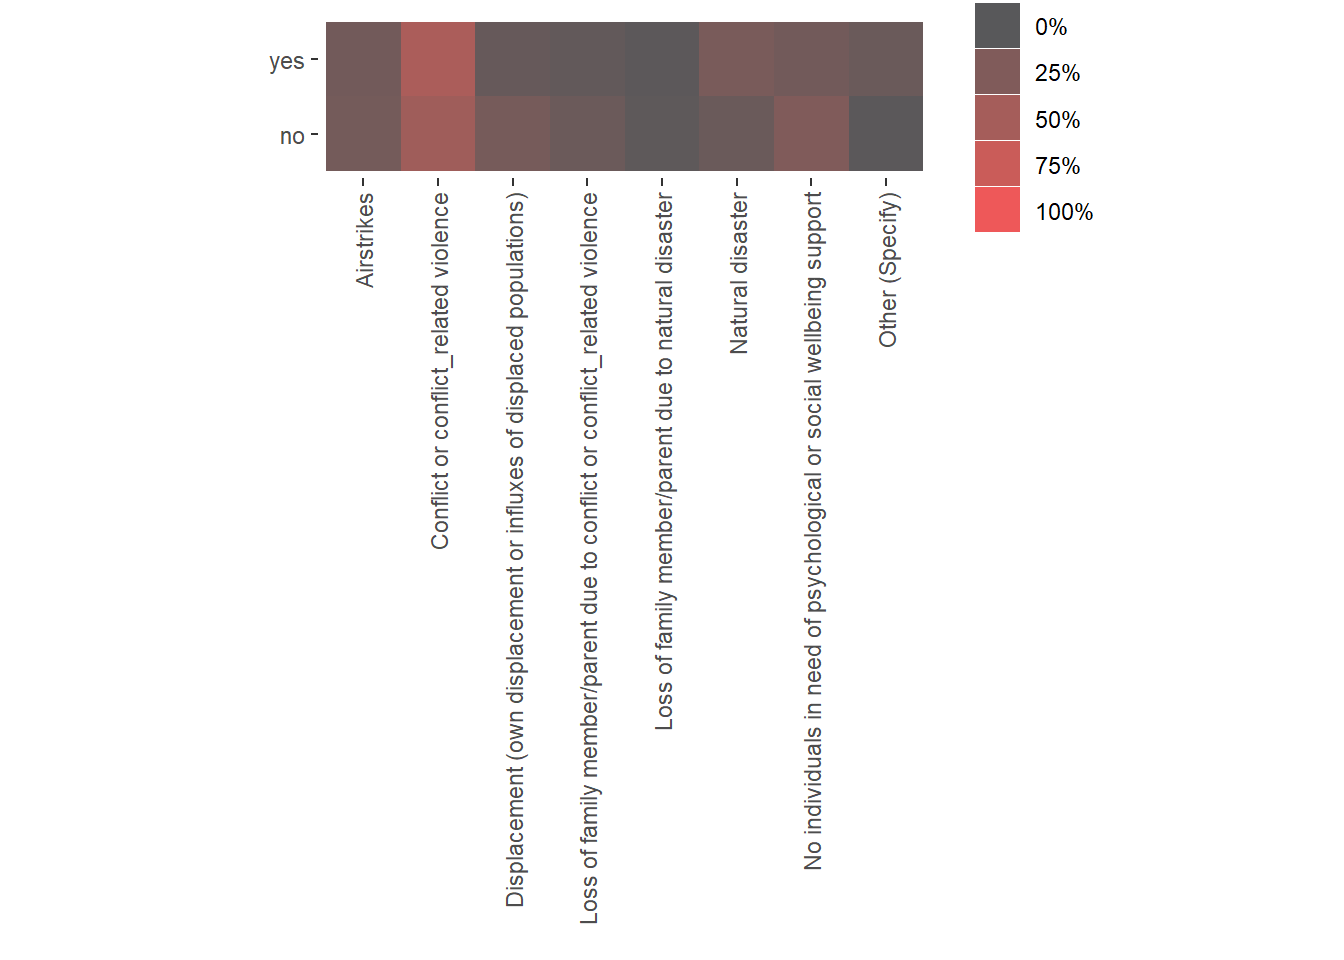 yes
no
0%
25%
50%
75%
100%
Airstrikes
Conflict or conflict_related violence
Displacement (own displacement or influxes of displaced populations)
Loss of family member/parent due to conflict or conflict_related violence
Loss of family member/parent due to natural disaster
Natural disaster
No individuals in need of psychological or social wellbeing support
Other (Specify)